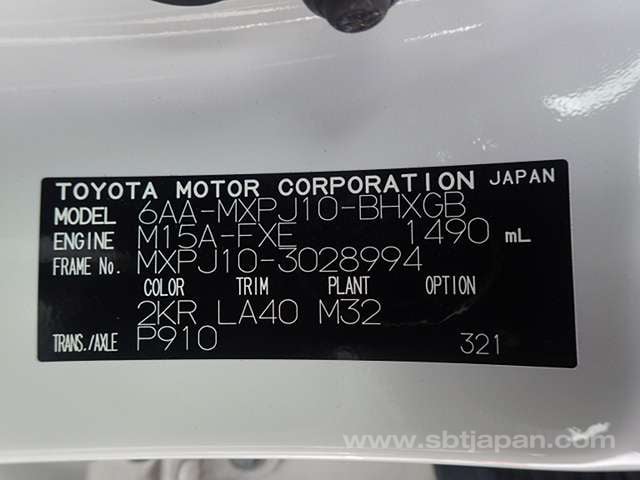 TOYOTA MOTOR CORPORATION JAPAN
MODEL 6AA-MXPJ10-BHXGB
ENGINE M15A-FXE 1490 mL
FRAME No. MXPJ10-3028994
COLOR TRIM PLANT OPTION
2KR LA40 M32
TRANS./AXLE P910 321
www.sbtjapan.com